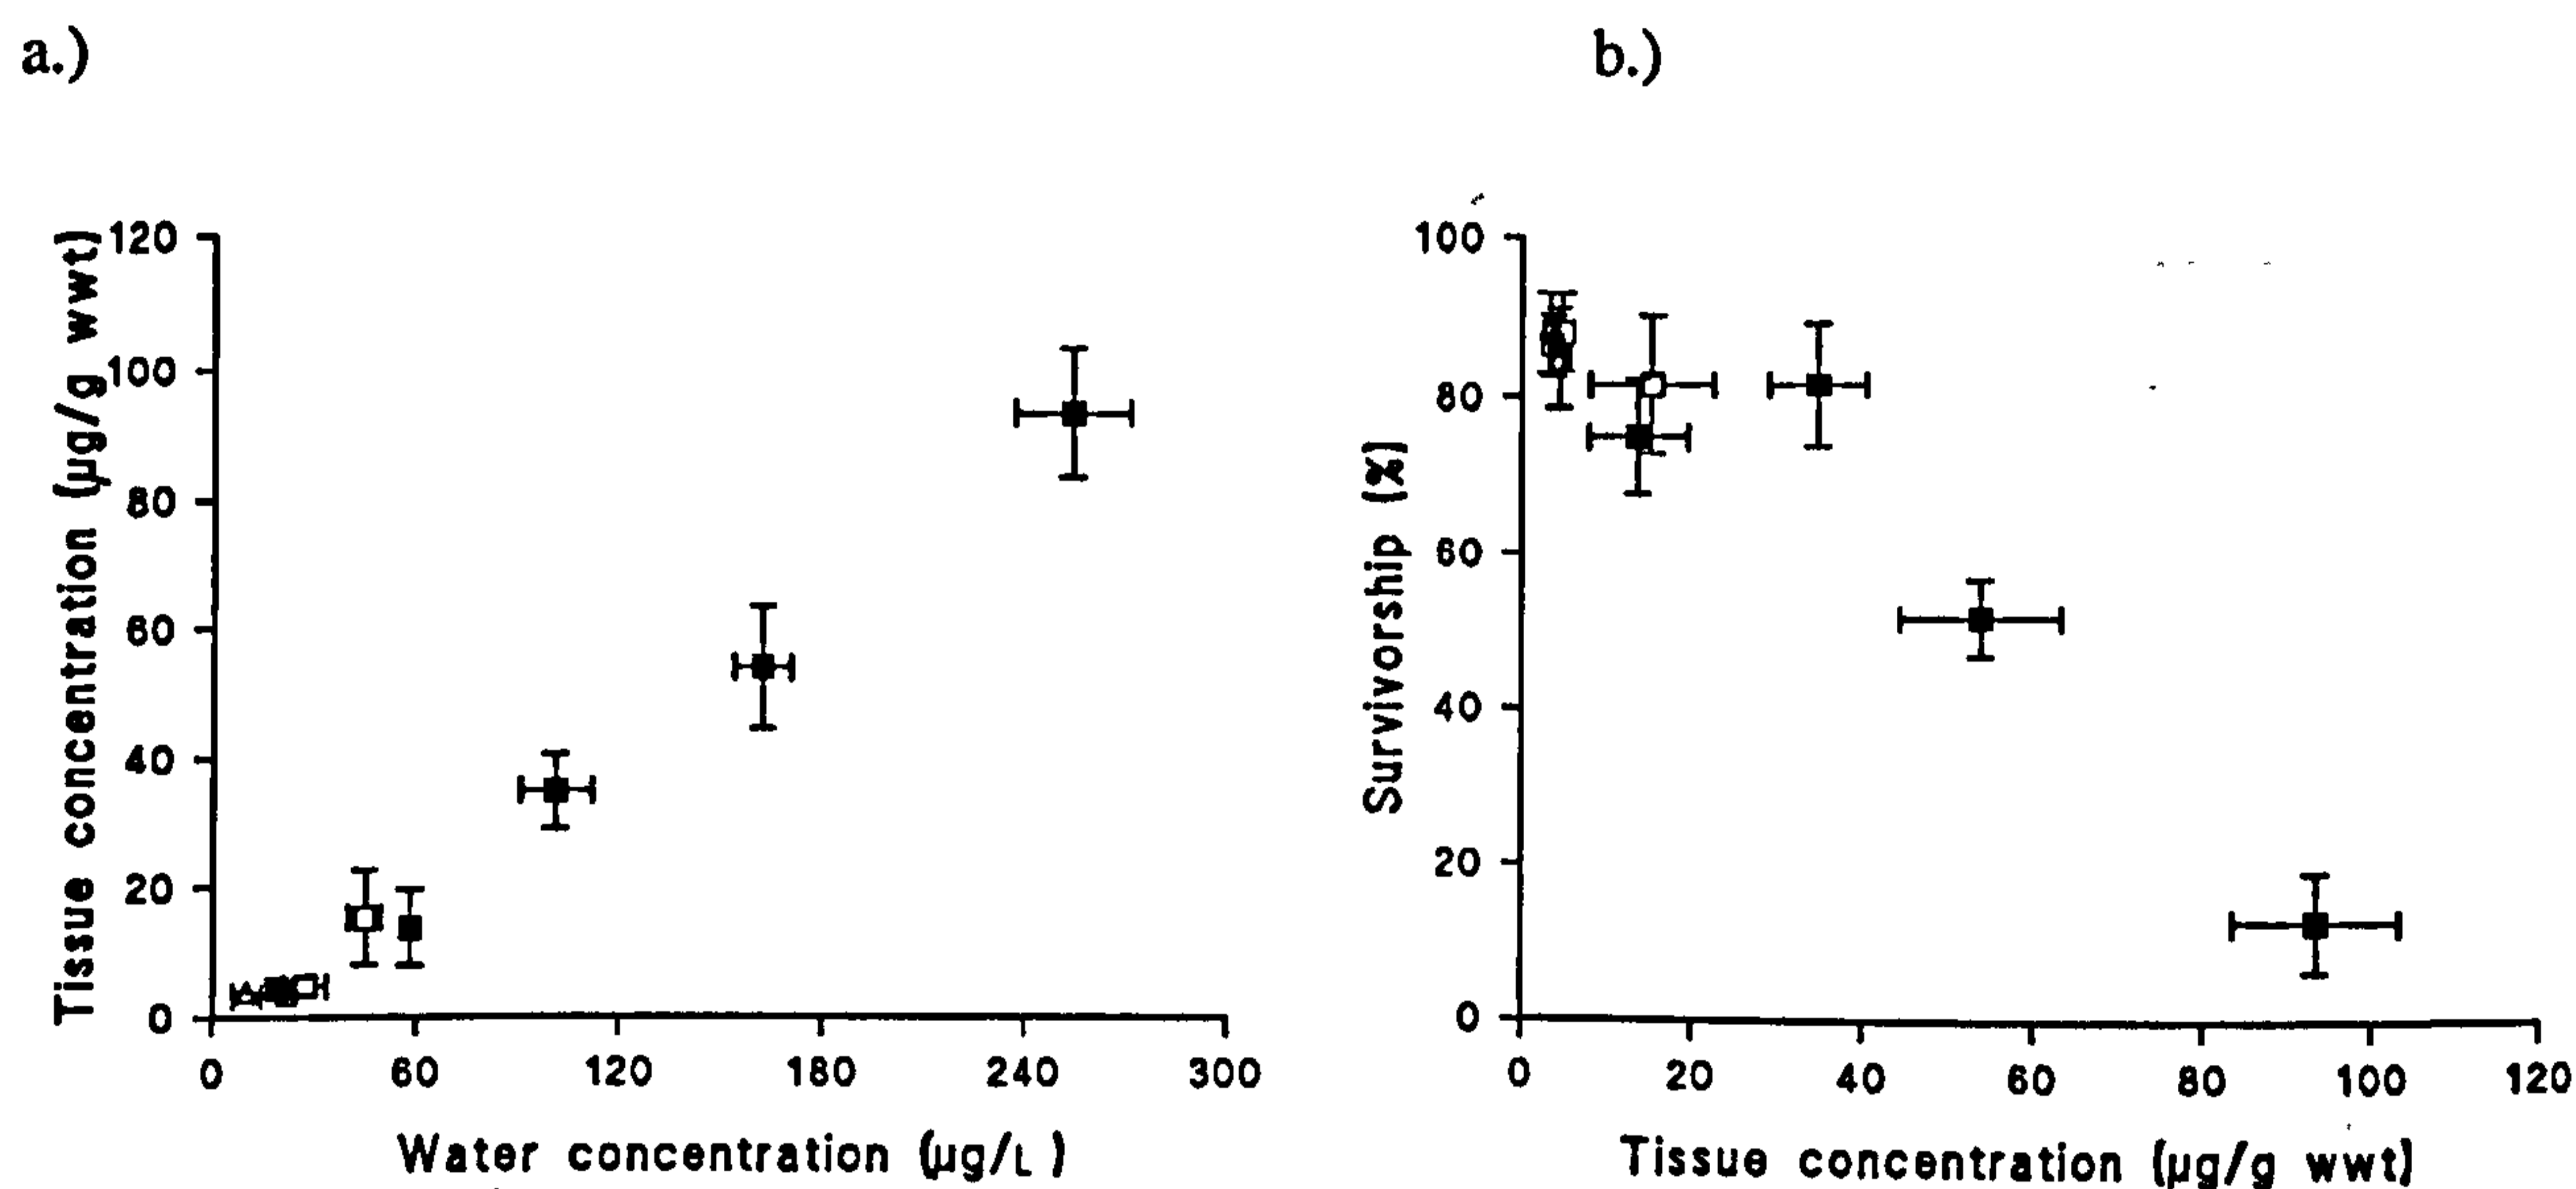 a.)
b.)
Tissue concentration (µg/g wwt)
120
100
80
60
40
20
0
0 60 120 180 240 300
Water concentration (µg/L)
Survivorship (%)
100
80
60
40
20
0
0 20 40 60 80 100 120
Tissue concentration (µg/g wwt)